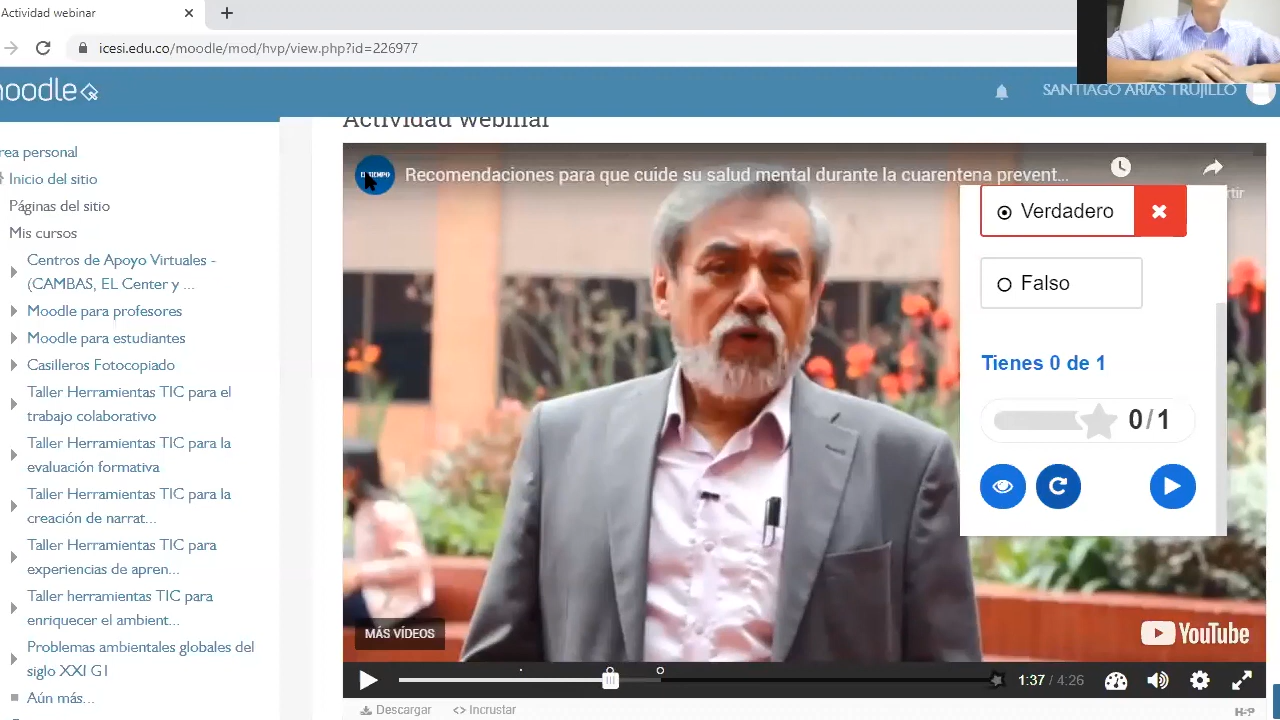 Actividad webinar
icesi.edu.co/moodle/mod/hvp/view.php?id=226977
moodle
SANTIAGO ARIAS TRUJILLO
Área personal
Inicio del sitio
Páginas del sitio
Mis cursos
Centros de Apoyo Virtuales -
(CAMBAS, EL Center y ...
Moodle para profesores
Moodle para estudiantes
Casilleros Fotocopiado
Taller Herramientas TIC para el
trabajo colaborativo
Taller Herramientas TIC para la
evaluación formativa
Taller Herramientas TIC para la
creación de narrat...
Taller Herramientas TIC para
experiencias de apren...
Taller herramientas TIC para
enriquecer el ambient...
Problemas ambientales globales del
siglo XXI G1
Aún más...
Actividad webinar
EL TIEMPO
Recomendaciones para que cuide su salud mental durante la cuarentena prevent...
Verdadero
Falso
Tienes 0 de 1
0/1
MÁS VÍDEOS
YouTube
1:37 / 4:26
Descargar
<> Incrustar
H-P